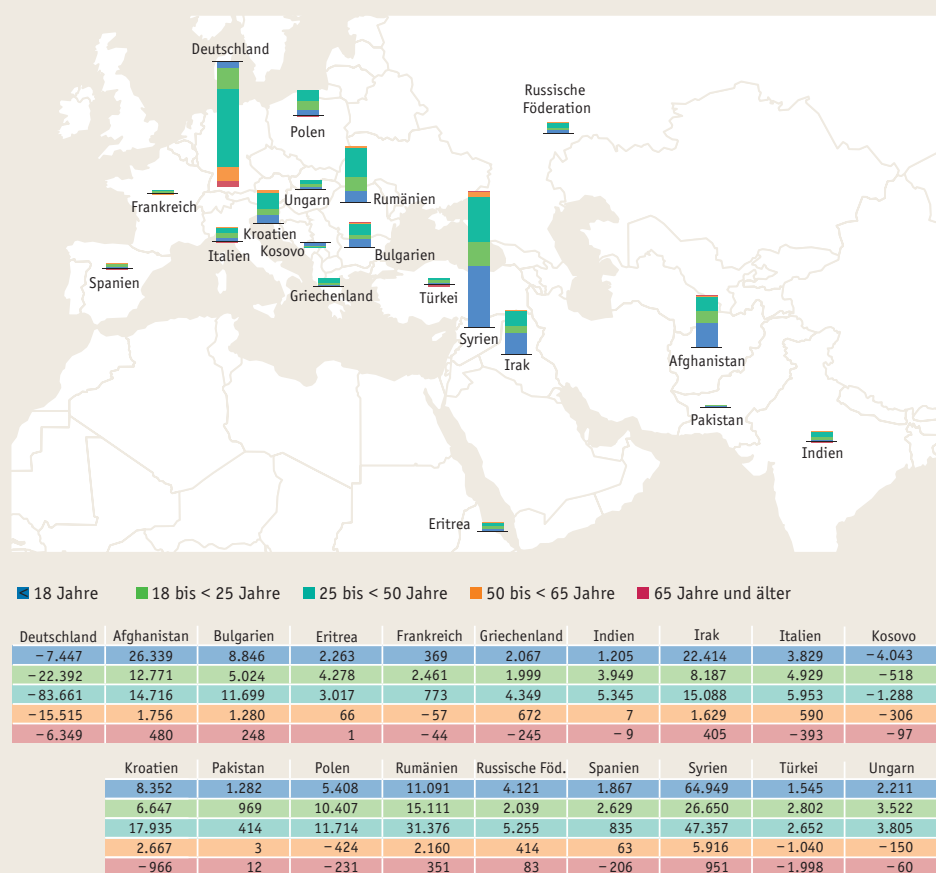 Deutschland
Russische
Föderation
Polen
Frankreich
Ungarn
Rumänien
Kroatien
Italien
Kosovo
Bulgarien
Spanien
Griechenland
Türkei
Syrien
Irak
Afghanistan
Pakistan
Indien
Eritrea
< 18 Jahre 18 bis < 25 Jahre 25 bis < 50 Jahre 50 bis < 65 Jahre 65 Jahre und älter
Deutschland Afghanistan Bulgarien Eritrea Frankreich Griechenland Indien Irak Italien Kosovo
−7.447 26.339 8.846 2.263 369 2.067 1.205 22.414 3.829 −4.043
−22.392 12.771 5.024 4.278 2.461 1.999 3.949 8.187 4.929 −518
−83.661 14.716 11.699 3.017 773 4.349 5.345 15.088 5.953 −1.288
−15.515 1.756 1.280 66 −57 672 7 1.629 590 −306
−6.349 480 248 1 −44 −245 −9 405 −393 −97
Kroatien Pakistan Polen Rumänien Russische Föd. Spanien Syrien Türkei Ungarn
8.352 1.282 5.408 11.091 4.121 1.867 64.949 1.545 2.211
6.647 969 10.407 15.111 2.039 2.629 26.650 2.802 3.522
17.935 414 11.714 31.376 5.255 835 47.357 2.652 3.805
2.667 3 −424 2.160 414 63 5.916 −1.040 −150
−966 12 −231 351 83 −206 951 −1.998 −60